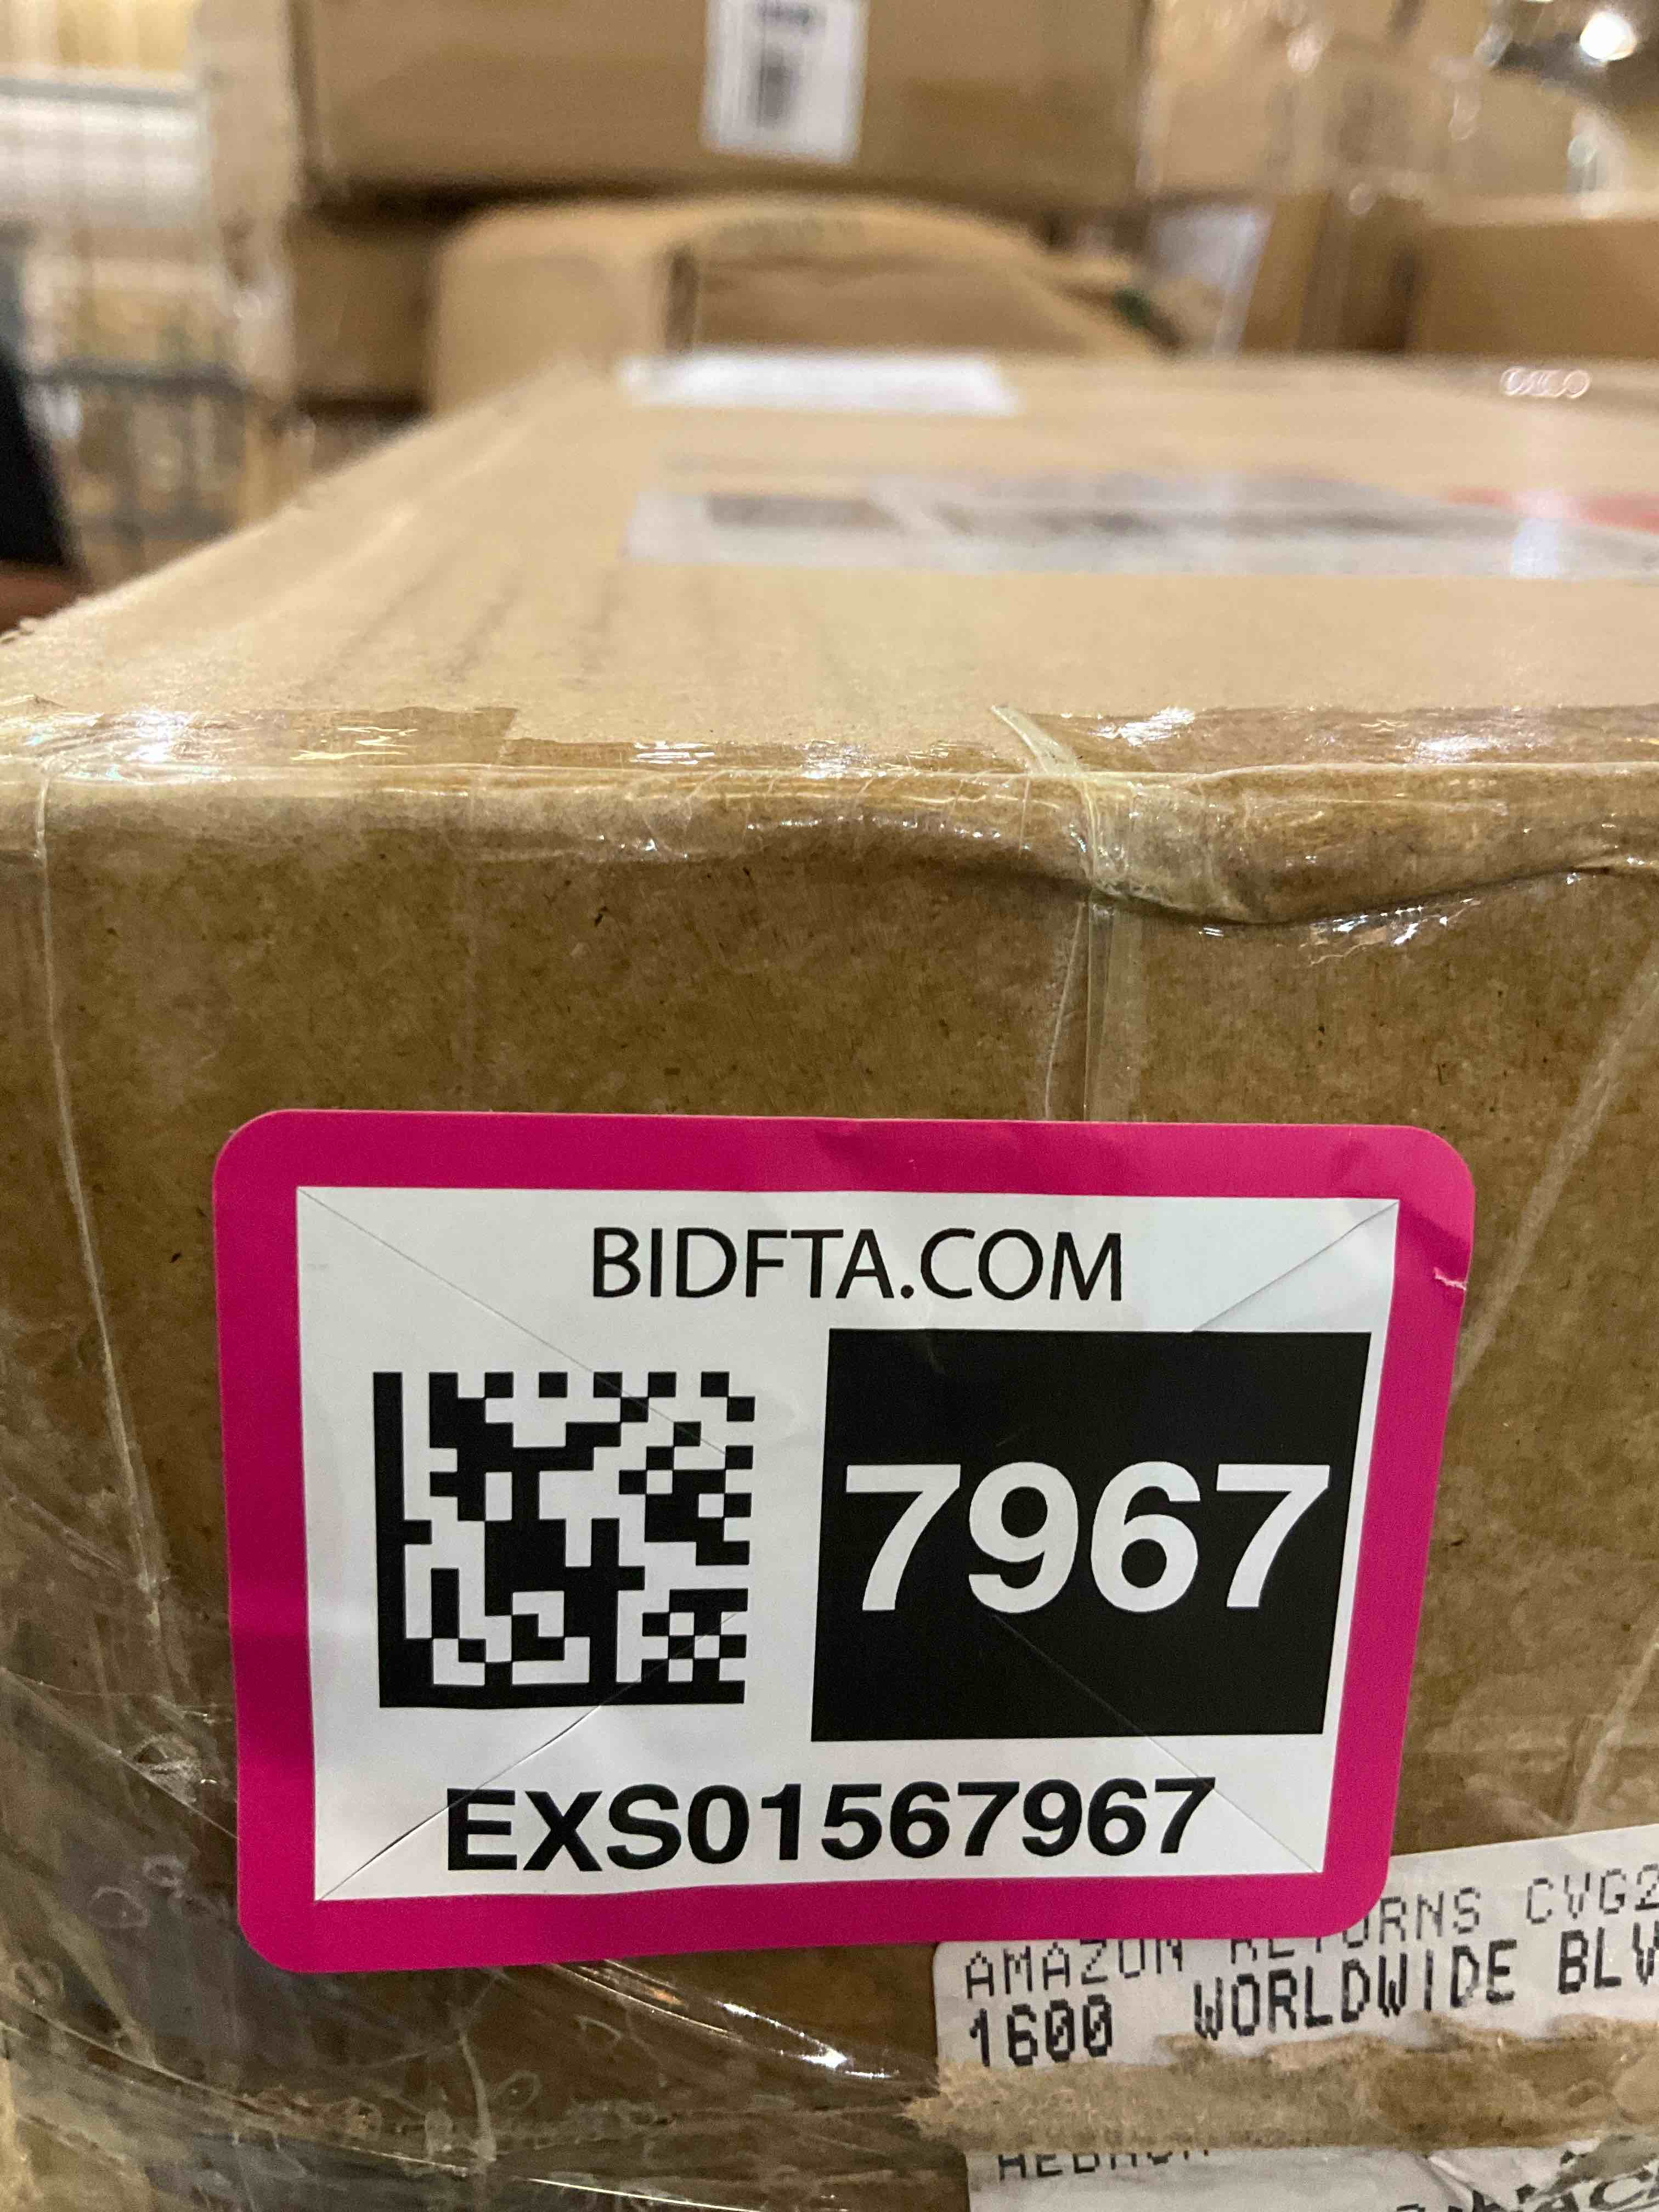 BIDFTA.COM
7967
EXS01567967
AMAZON RETURNS CVG2
1600 WORLDWIDE BLV